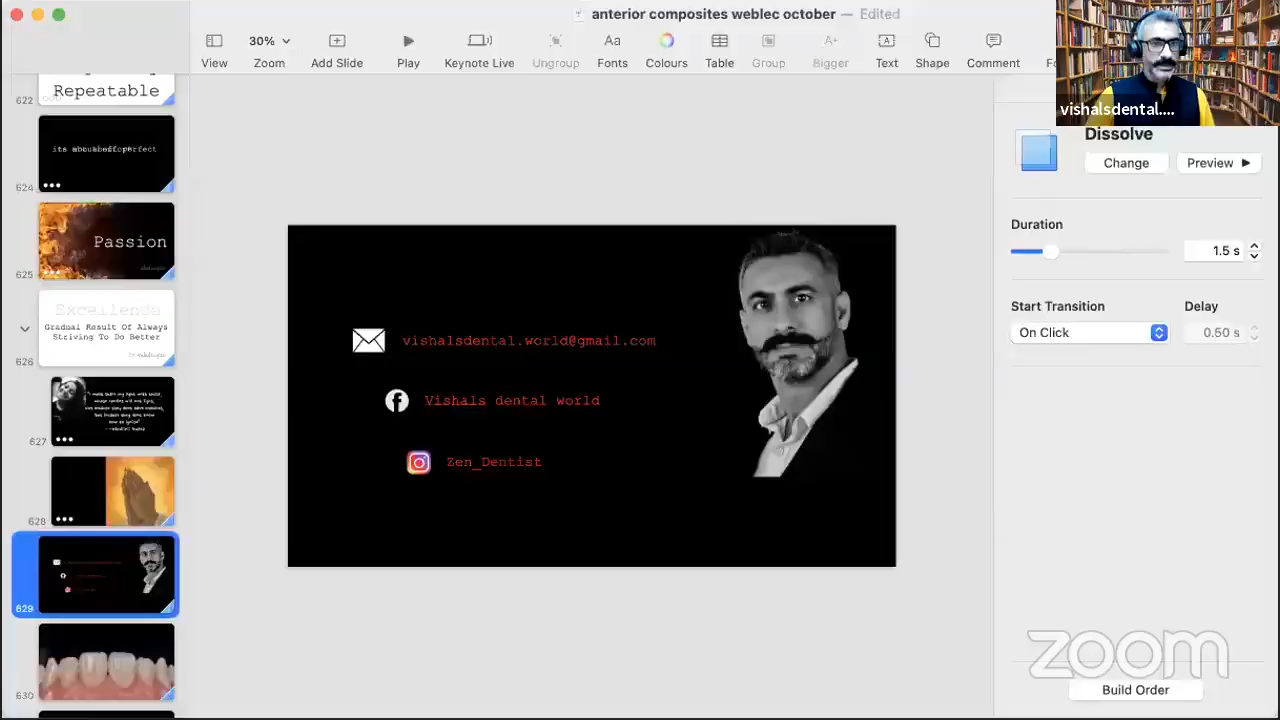 anterior composites weblec october — Edited
30%
View
Zoom
Add Slide
Play
Keynote Live
Ungroup
Fonts
Colours
Table
Group
Bigger
Text
Shape
Comment
vishalsdental....
622
Repeatable
624
625
Passion
626
Excellence
Gradual Result Of Always
Striving To Do Better
627
628
629
630
vishalsdental.world@gmail.com
Vishals dental world
Zen_Dentist
Dissolve
Change
Preview
Duration
1.5 s
Start Transition
Delay
On Click
0.50 s
zoom
Build Order